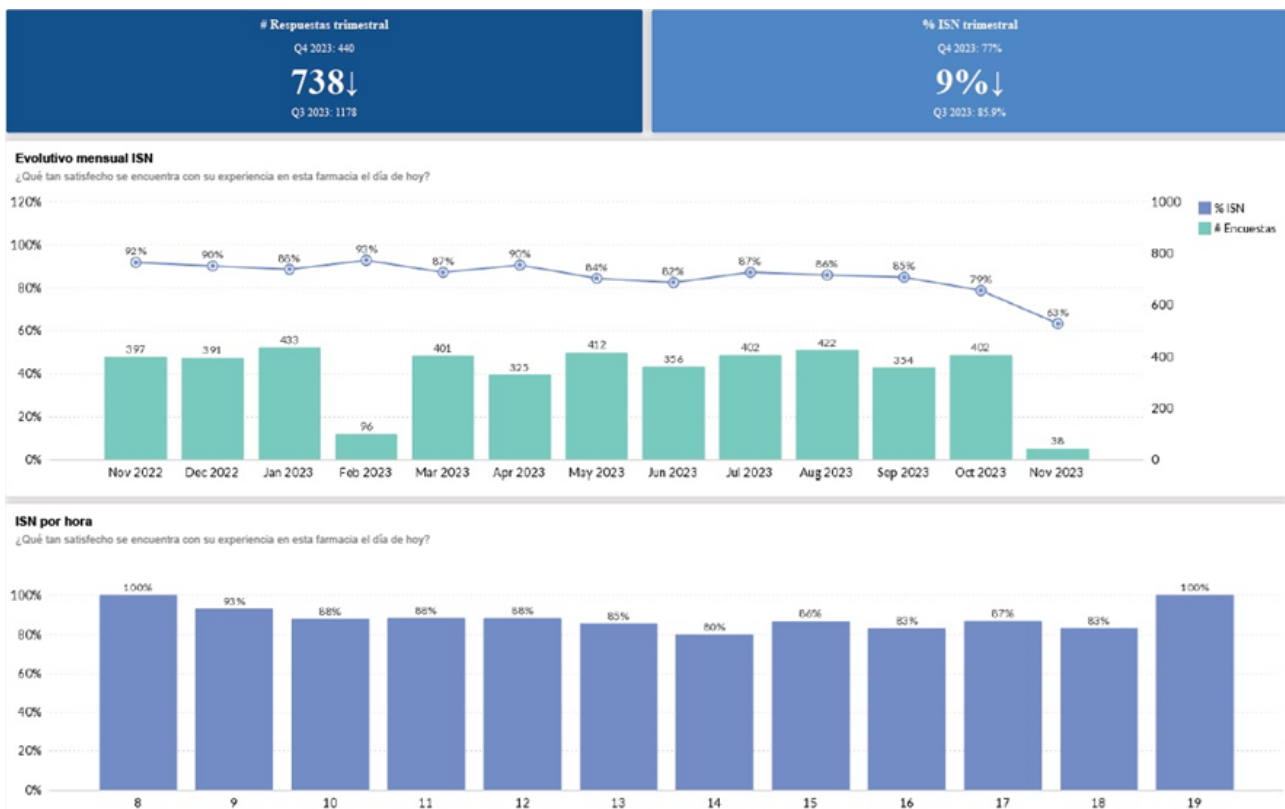 # Respuestas trimestral
Q4 2023: 440
738↓
Q3 2023: 1178
% ISN trimestral
Q4 2023: 77%
9%↓
Q3 2023: 85.9%
Evolutivo mensual ISN
¿Qué tan satisfecho se encuentra con su experiencia en esta farmacia el día de hoy?
120%
100%
80%
60%
40%
20%
0%
1000
800
600
400
200
0
% ISN
# Encuestas
92% 90% 88% 93% 87% 90% 84% 82% 87% 86% 85% 79% 63%
397 391 433 96 401 325 412 356 402 422 354 402 38
Nov 2022 Dec 2022 Jan 2023 Feb 2023 Mar 2023 Apr 2023 May 2023 Jun 2023 Jul 2023 Aug 2023 Sep 2023 Oct 2023 Nov 2023
ISN por hora
¿Qué tan satisfecho se encuentra con su experiencia en esta farmacia el día de hoy?
100%
80%
60%
40%
20%
0%
100% 93% 88% 88% 88% 85% 80% 86% 83% 87% 83% 100%
8 9 10 11 12 13 14 15 16 17 18 19